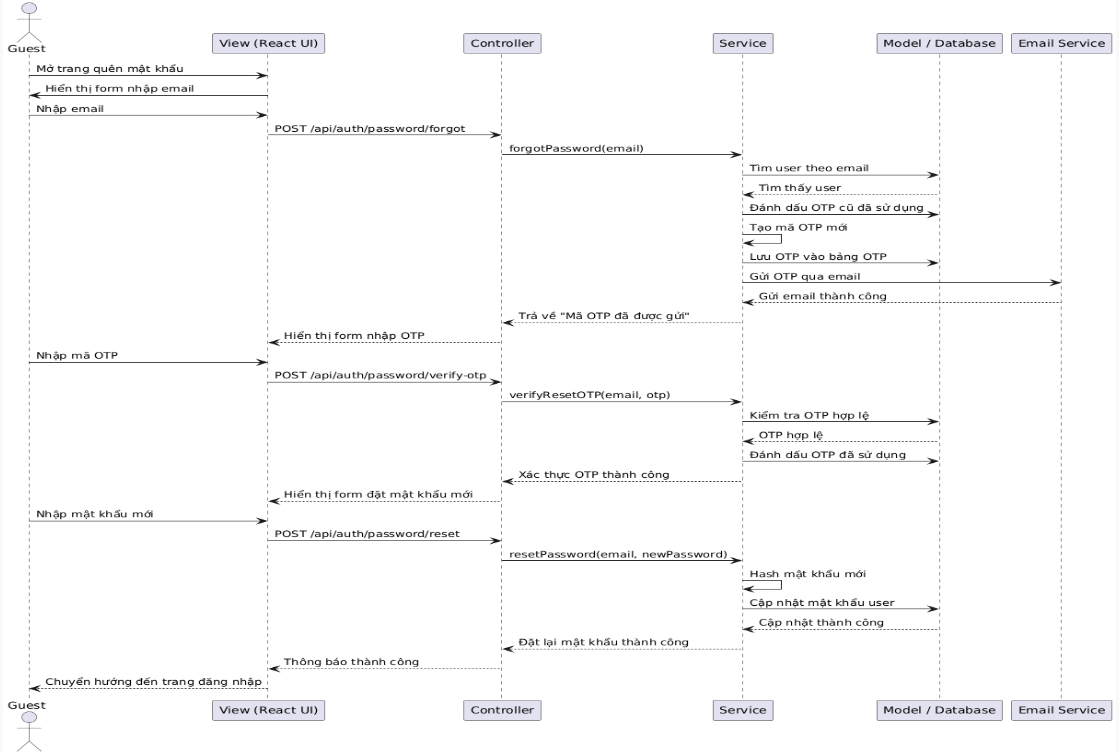 Guest
View (React UI)
Controller
Service
Model / Database
Email Service
Mở trang quên mật khẩu
Hiển thị form nhập email
Nhập email
POST /api/auth/password/forgot
forgotPassword(email)
Tìm user theo email
Tìm thấy user
Đánh dấu OTP cũ đã sử dụng
Tạo mã OTP mới
Lưu OTP vào bảng OTP
Gửi OTP qua email
Gửi email thành công
Trả về "Mã OTP đã được gửi"
Hiển thị form nhập OTP
Nhập mã OTP
POST /api/auth/password/verify-otp
verifyResetOTP(email, otp)
Kiểm tra OTP hợp lệ
OTP hợp lệ
Đánh dấu OTP đã sử dụng
Xác thực OTP thành công
Hiển thị form đặt mật khẩu mới
Nhập mật khẩu mới
POST /api/auth/password/reset
resetPassword(email, newPassword)
Hash mật khẩu mới
Cập nhật mật khẩu user
Cập nhật thành công
Đặt lại mật khẩu thành công
Thông báo thành công
Chuyển hướng đến trang đăng nhập
Guest
View (React UI)
Controller
Service
Model / Database
Email Service